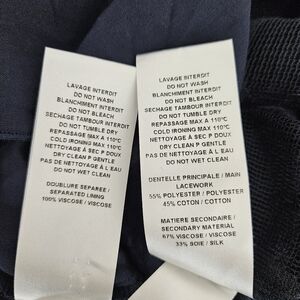 LAVAGE INTERDIT
DO NOT WASH
BLANCHIMENT INTERDIT
DO NOT BLEACH
SECHAGE TAMBOUR INTERDIT
DO NOT TUMBLE DRY
REPASSAGE MAX A 110°C
COLD IRONING MAX 110°C
NETTOYAGE À SEC P DOUX
DRY CLEAN P GENTLE
PAS DE NETTOYAGE À L'EAU
DO NOT WET CLEAN
DOUBLURE SEPAREE /
SEPARATED LINING
100% VISCOSE / VISCOSE
LAVAGE INTERDIT
DO NOT WASH
BLANCHIMENT INTERDIT
DO NOT BLEACH
SECHAGE TAMBOUR INTERDIT
DO NOT TUMBLE DRY
REPASSAGE MAX A 110°C
COLD IRONING MAX 110°C
NETTOYAGE À SEC P DOUX
DRY CLEAN P GENTLE
PAS DE NETTOYAGE À L'EAU
DO NOT WET CLEAN
DENTELLE PRINCIPALE / MAIN
LACEWORK
55% POLYESTER / POLYESTER
45% COTON / COTTON
MATIERE SECONDAIRE /
SECONDARY MATERIAL
67% VISCOSE / VISCOSE
33% SOIE / SILK